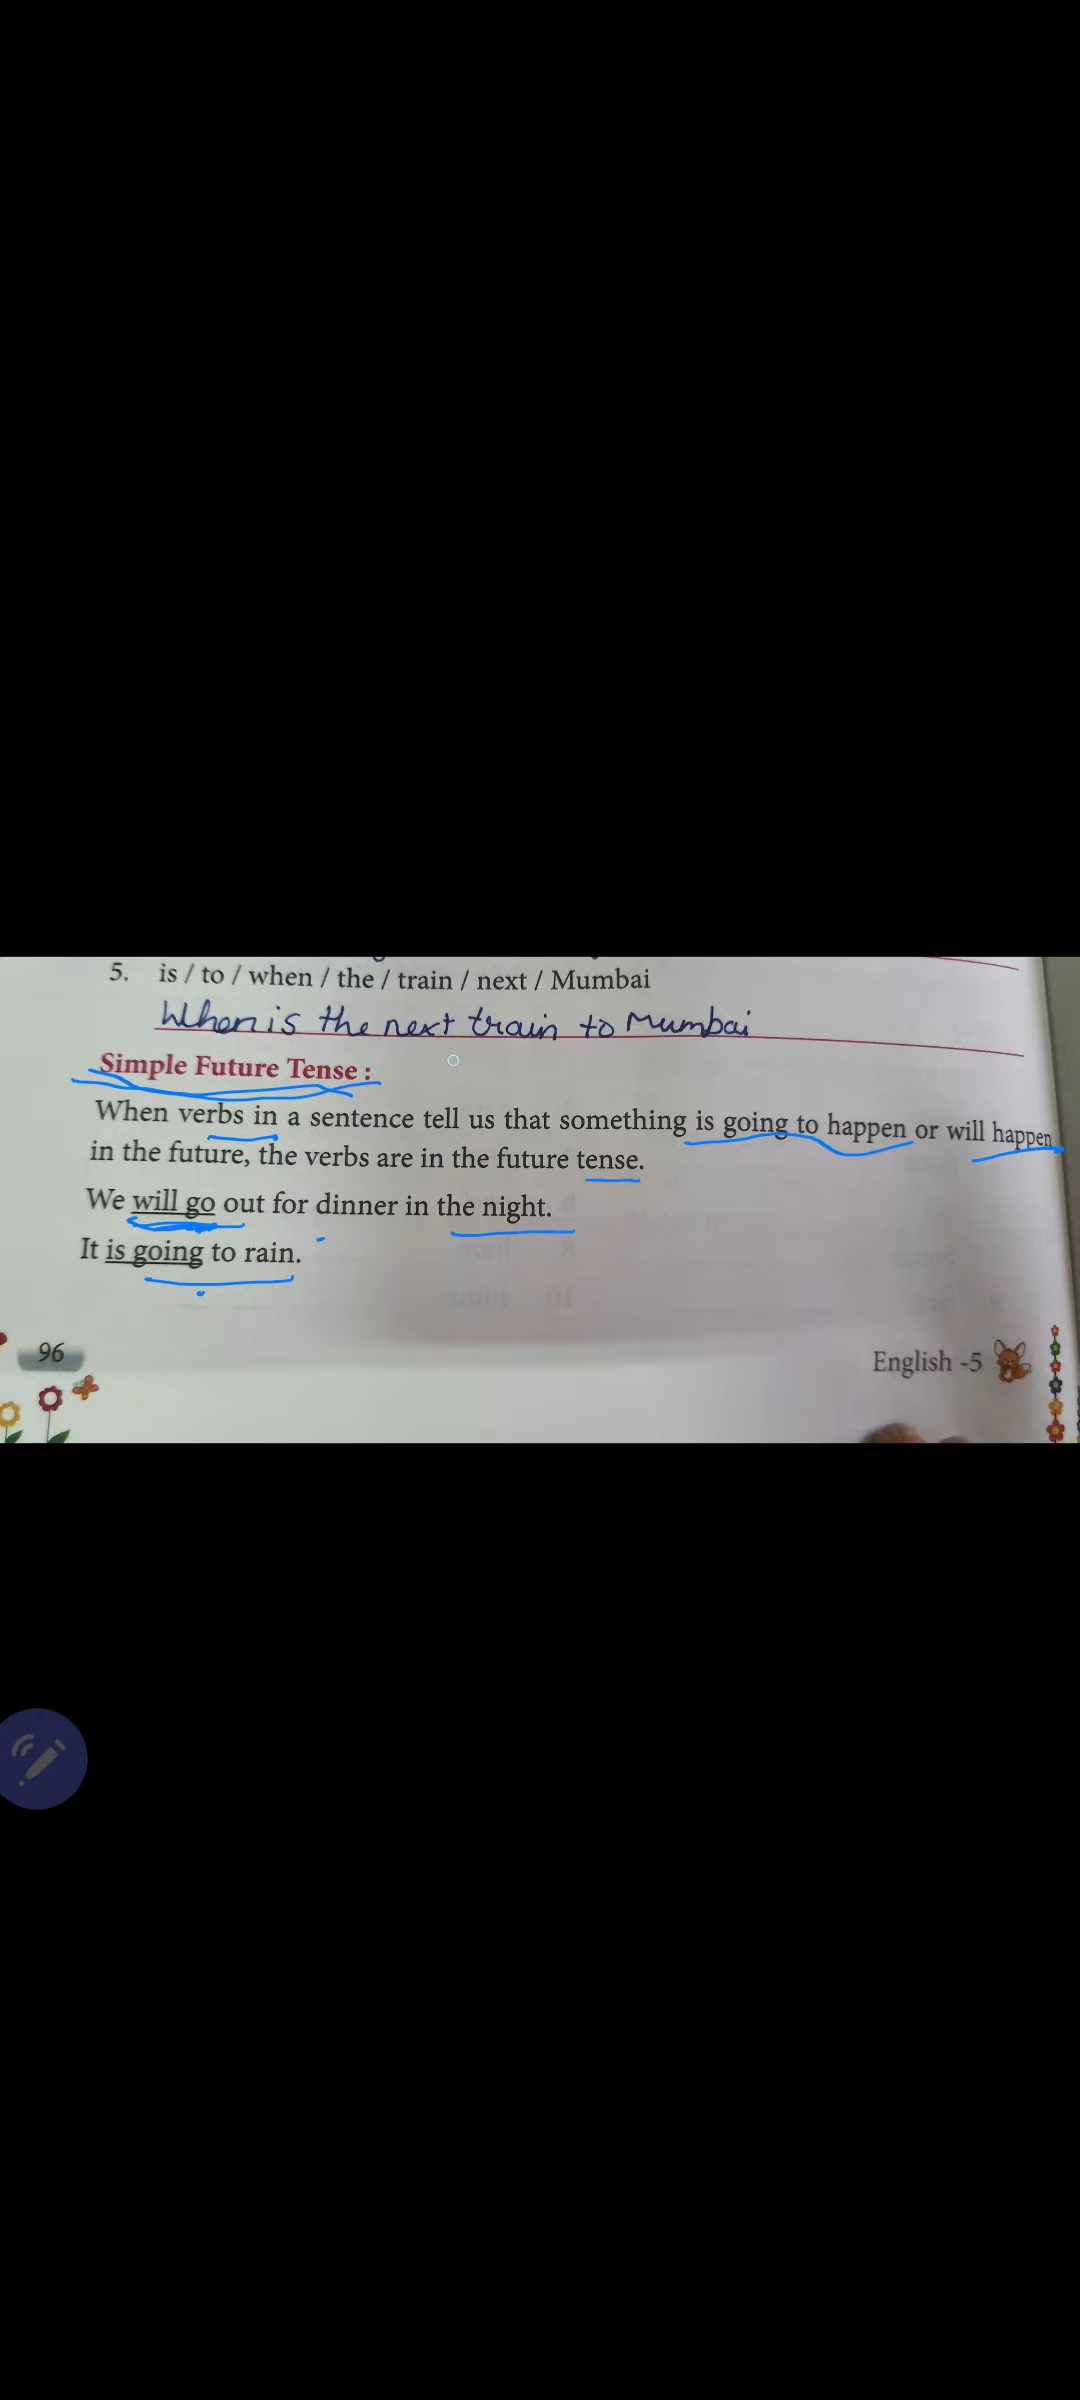 5. is / to / when / the / train / next / Mumbai
When is the next train to Mumbai
Simple Future Tense :
When verbs in a sentence tell us that something is going to happen or will happen
in the future, the verbs are in the future tense.
We will go out for dinner in the night.
It is going to rain.
96
English -5